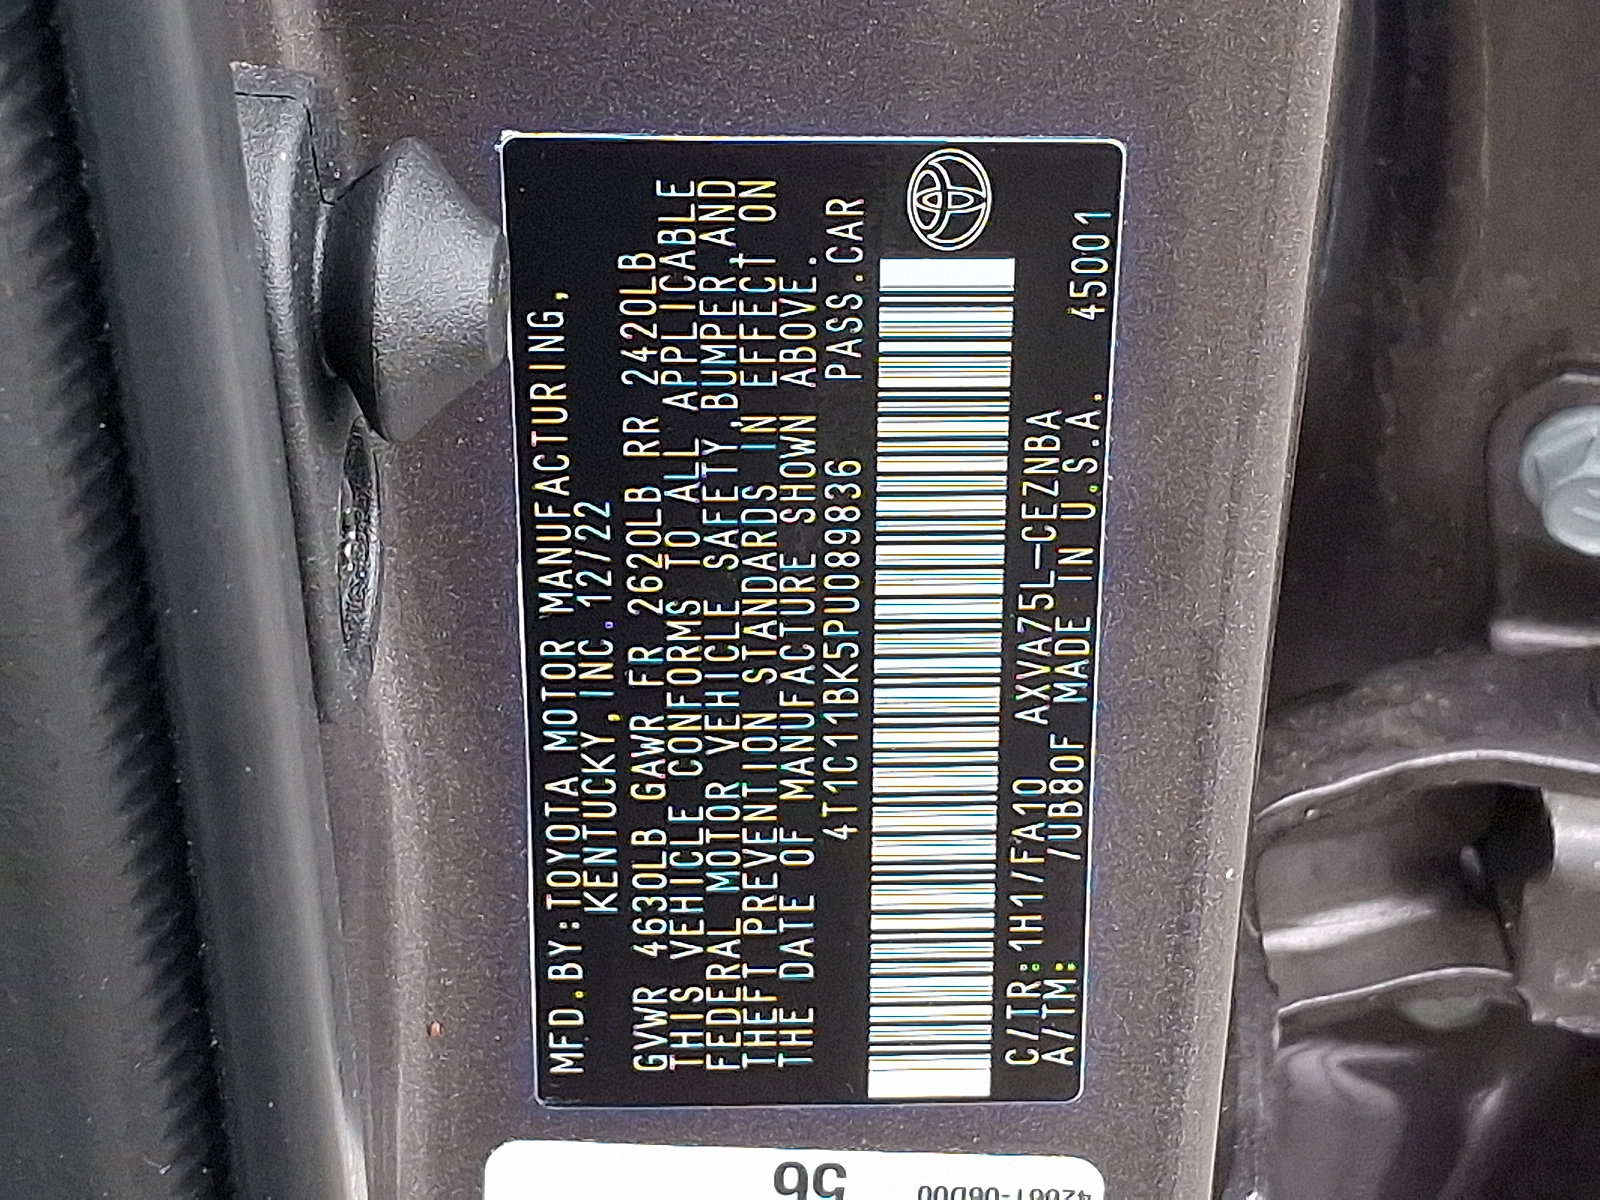 MFD.BY:TOYOTA MOTOR MANUFACTURING,
KENTUCKY,INC. 12/22
GVWR 4630LB GAWR FR 2620LB RR 2420LB
THIS VEHICLE CONFORMS TO ALL APPLICABLE
FEDERAL MOTOR VEHICLE SAFETY,BUMPER,AND
THEFT PREVENTION STANDARDS IN EFFECT ON
THE DATE OF MANUFACTURE SHOWN ABOVE.
4T1C11BK5PU089836 PASS.CAR
C/TR:1H1/FA10 AXVA75L-CEZNBA
A/TM: /UB80F MADE IN U.S.A. 45001
56